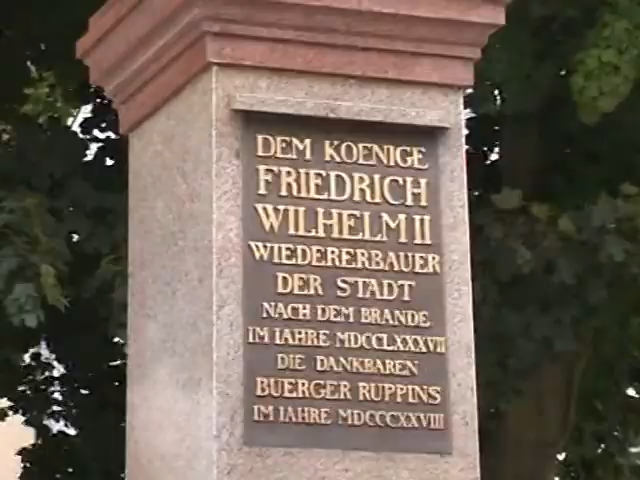 DEM KOENIGE
FRIEDRICH
WILHELM II
WIEDERERBAUER
DER STADT
NACH DEM BRANDE
IM IAHRE MDCCLXXXVII
DIE DANKBAREN
BUERGER RUPPINS
IM IAHRE MDCCCXXVIII